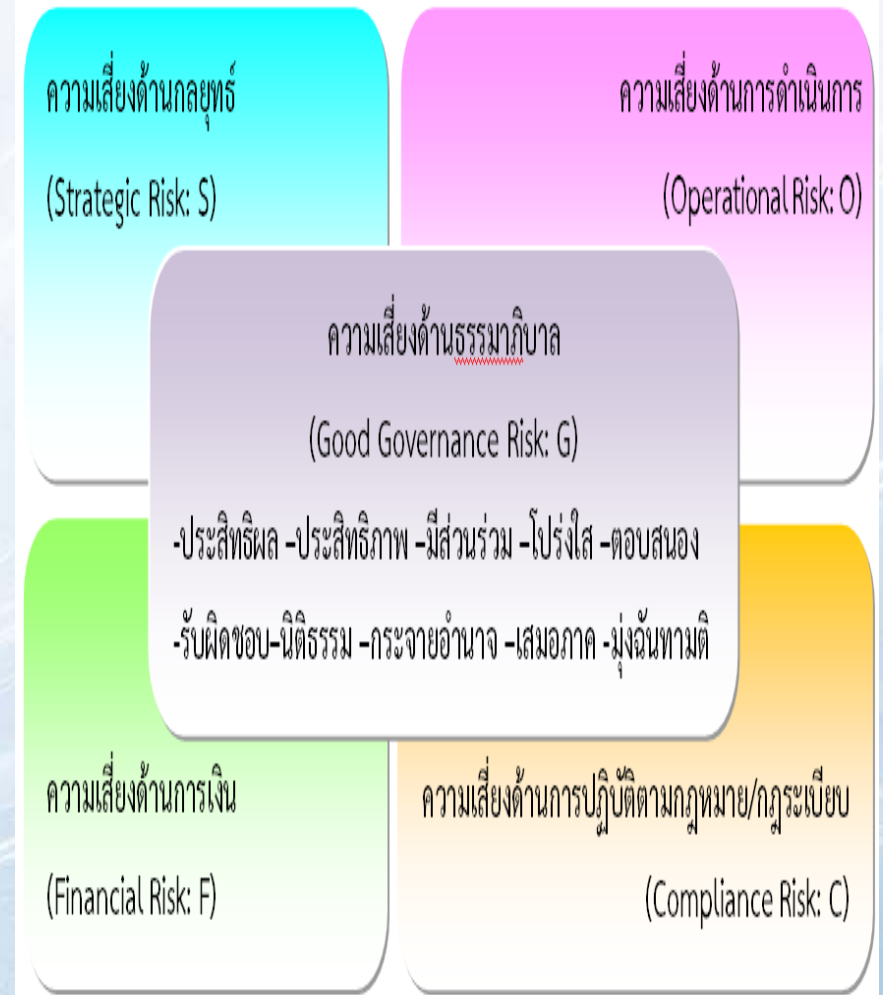 ความเสี่ยงด้านกลยุทธ์
(Strategic Risk: S)
ความเสี่ยงด้านการดำเนินการ
(Operational Risk: O)
ความเสี่ยงด้านธรรมาภิบาล
(Good Governance Risk: G)
-ประสิทธิผล –ประสิทธิภาพ –มีส่วนร่วม –โปร่งใส –ตอบสนอง
-รับผิดชอบ–นิติธรรม –กระจายอำนาจ –เสมอภาค -มุ่งฉันทามติ
ความเสี่ยงด้านการเงิน
(Financial Risk: F)
ความเสี่ยงด้านการปฏิบัติตามกฎหมาย/กฎระเบียบ
(Compliance Risk: C)